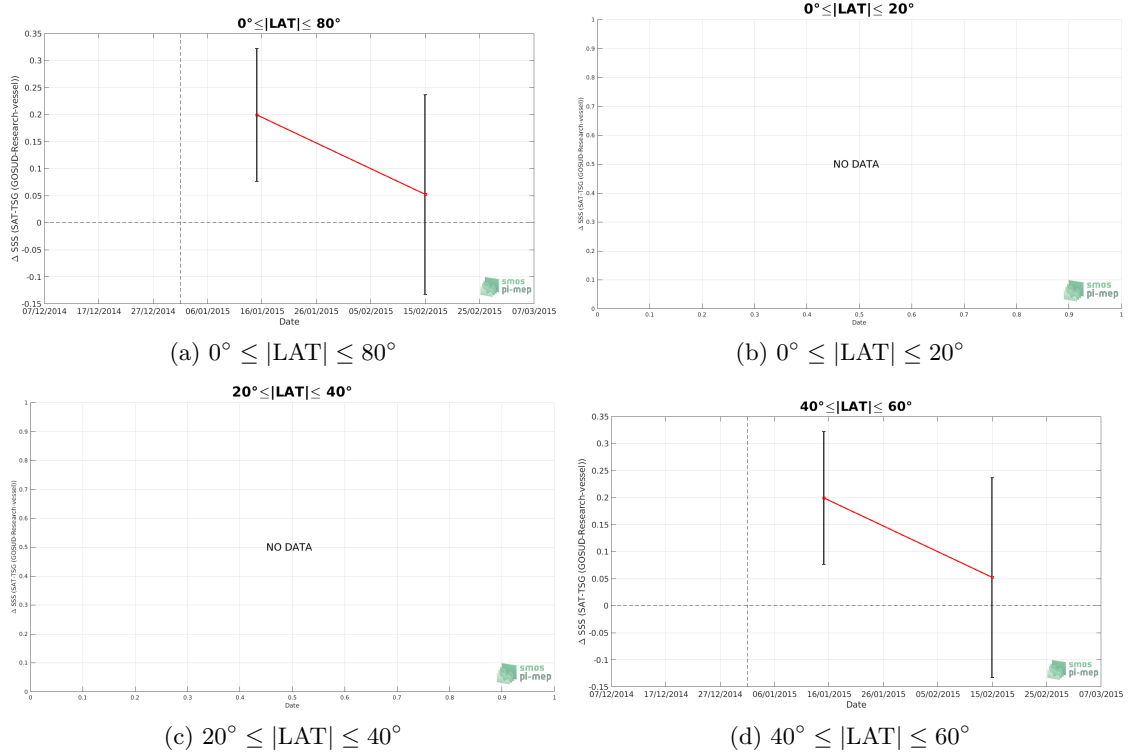 0°≤|LAT|≤ 80°
Δ SSS (SAT-TSG (GOSUD-Research-vessel))
0.35
0.3
0.25
0.2
0.15
0.1
0.05
0
-0.05
-0.1
-0.15
smos
pi-mep
07/12/2014 17/12/2014 27/12/2014 06/01/2015 16/01/2015 26/01/2015 05/02/2015 15/02/2015 25/02/2015 07/03/2015
Date
(a) 0° ≤ |LAT| ≤ 80°
0°≤|LAT|≤ 20°
Δ SSS (SAT-TSG (GOSUD-Research-vessel))
1
0.9
0.8
0.7
0.6
0.5
0.4
0.3
0.2
0.1
0
NO DATA
smos
pi-mep
0 0.1 0.2 0.3 0.4 0.5 0.6 0.7 0.8 0.9 1
Date
(b) 0° ≤ |LAT| ≤ 20°
20°≤|LAT|≤ 40°
Δ SSS (SAT-TSG (GOSUD-Research-vessel))
1
0.9
0.8
0.7
0.6
0.5
0.4
0.3
0.2
0.1
0
NO DATA
smos
pi-mep
0 0.1 0.2 0.3 0.4 0.5 0.6 0.7 0.8 0.9 1
Date
(c) 20° ≤ |LAT| ≤ 40°
40°≤|LAT|≤ 60°
Δ SSS (SAT-TSG (GOSUD-Research-vessel))
0.35
0.3
0.25
0.2
0.15
0.1
0.05
0
-0.05
-0.1
-0.15
smos
pi-mep
07/12/2014 17/12/2014 27/12/2014 06/01/2015 16/01/2015 26/01/2015 05/02/2015 15/02/2015 25/02/2015 07/03/2015
Date
(d) 40° ≤ |LAT| ≤ 60°